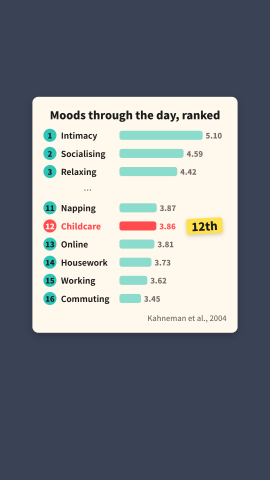 Moods through the day, ranked
1 Intimacy 5.10
2 Socialising 4.59
3 Relaxing 4.42
...
11 Napping 3.87
12 Childcare 3.86 12th
13 Online 3.81
14 Housework 3.73
15 Working 3.62
16 Commuting 3.45
Kahneman et al., 2004